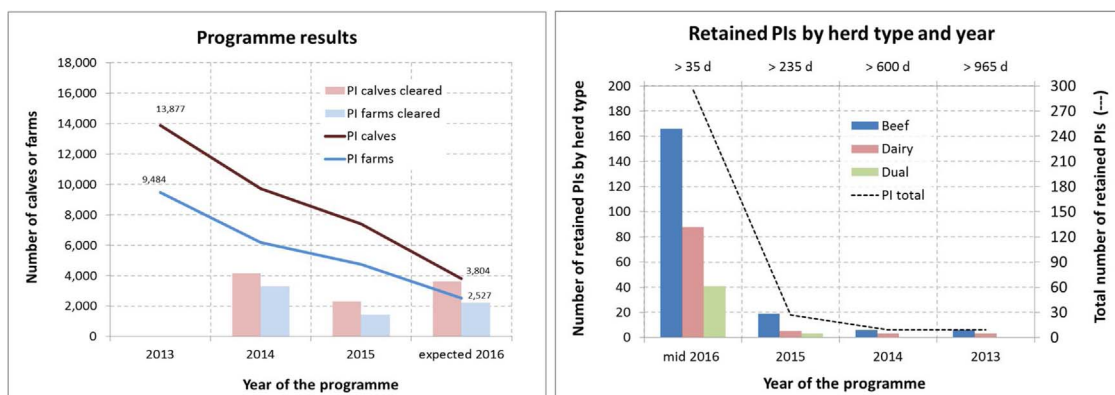 Programme results
18,000
16,000
14,000
12,000
10,000
8,000
6,000
4,000
2,000
0
Number of calves or farms
13,877
9,484
3,804
2,527
PI calves cleared
PI farms cleared
PI calves
PI farms
2013 2014 2015 expected 2016
Year of the programme
Retained PIs by herd type and year
> 35 d > 235 d > 600 d > 965 d
Number of retained PIs by herd type
200
180
160
140
120
100
80
60
40
20
0
Beef
Dairy
Dual
PI total
300
270
240
210
180
150
120
90
60
30
0
Total number of retained PIs (---)
mid 2016 2015 2014 2013
Year of the programme